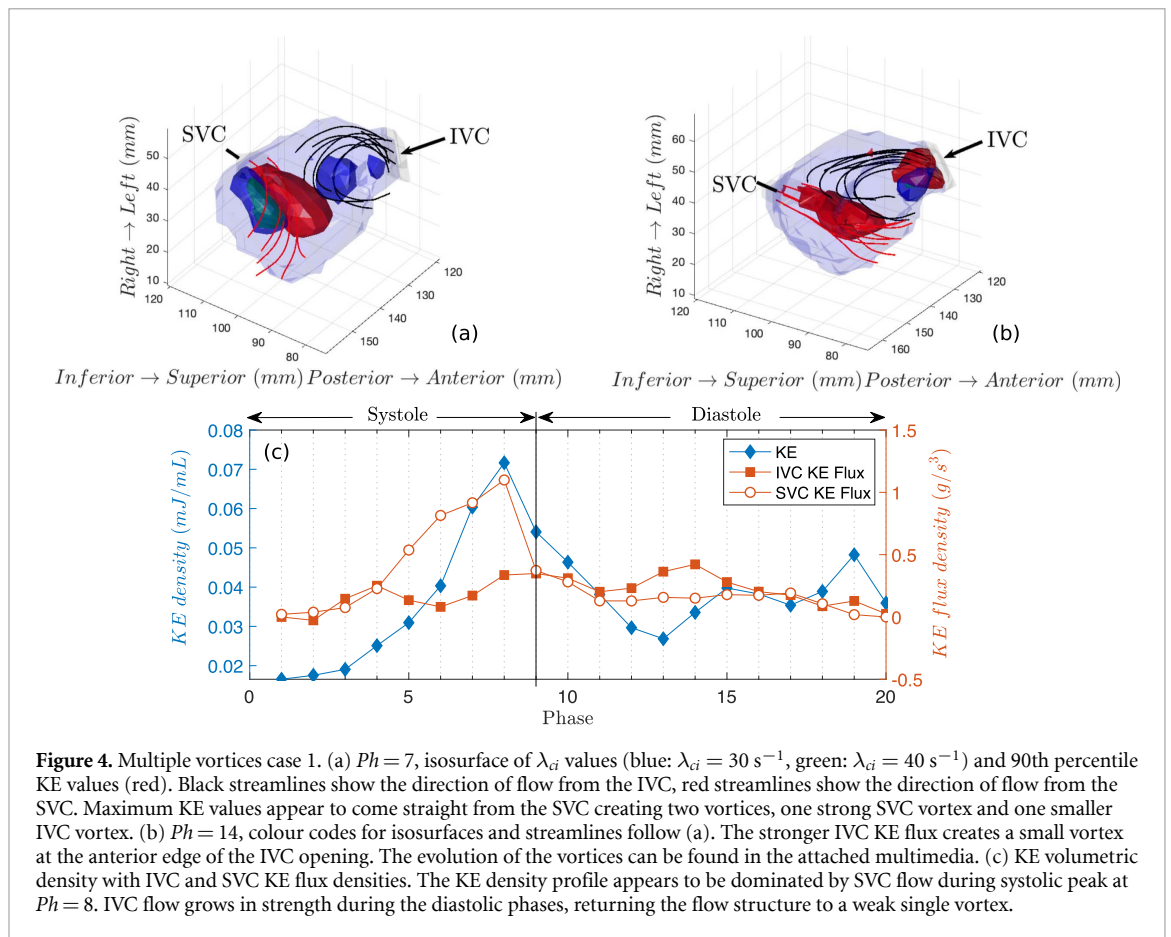 SVC
IVC
Right → Left (mm)
50
40
30
20
10
120
110
100
90
80
150
140
130
120
(a)
Inferior → Superior (mm) Posterior → Anterior (mm)
SVC
IVC
Right → Left (mm)
60
50
40
30
20
10
120
110
100
90
80
160
150
140
130
120
(b)
Inferior → Superior (mm) Posterior → Anterior (mm)
Systole
Diastole
(c)
KE density (mJ/mL)
0.08
0.07
0.06
0.05
0.04
0.03
0.02
KE
IVC KE Flux
SVC KE Flux
1.5
1
0.5
0
-0.5
KE flux density (g/s³)
0
5
10
15
20
Phase
Figure 4. Multiple vortices case 1. (a) Ph = 7, isosurface of λci values (blue: λci = 30 s⁻¹, green: λci = 40 s⁻¹) and 90th percentile
KE values (red). Black streamlines show the direction of flow from the IVC, red streamlines show the direction of flow from the
SVC. Maximum KE values appear to come straight from the SVC creating two vortices, one strong SVC vortex and one smaller
IVC vortex. (b) Ph = 14, colour codes for isosurfaces and streamlines follow (a). The stronger IVC KE flux creates a small vortex
at the anterior edge of the IVC opening. The evolution of the vortices can be found in the attached multimedia. (c) KE volumetric
density with IVC and SVC KE flux densities. The KE density profile appears to be dominated by SVC flow during systolic peak at
Ph = 8. IVC flow grows in strength during the diastolic phases, returning the flow structure to a weak single vortex.